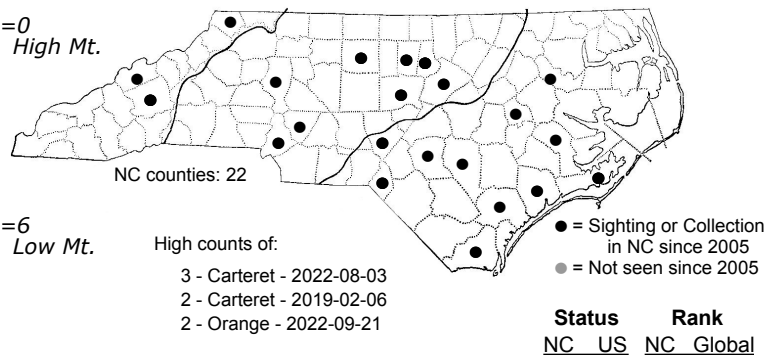 =0
High Mt.
NC counties: 22
=6
Low Mt.
High counts of:
3 - Carteret - 2022-08-03
2 - Carteret - 2019-02-06
2 - Orange - 2022-09-21
● = Sighting or Collection
in NC since 2005
● = Not seen since 2005
Status Rank
NC US NC Global